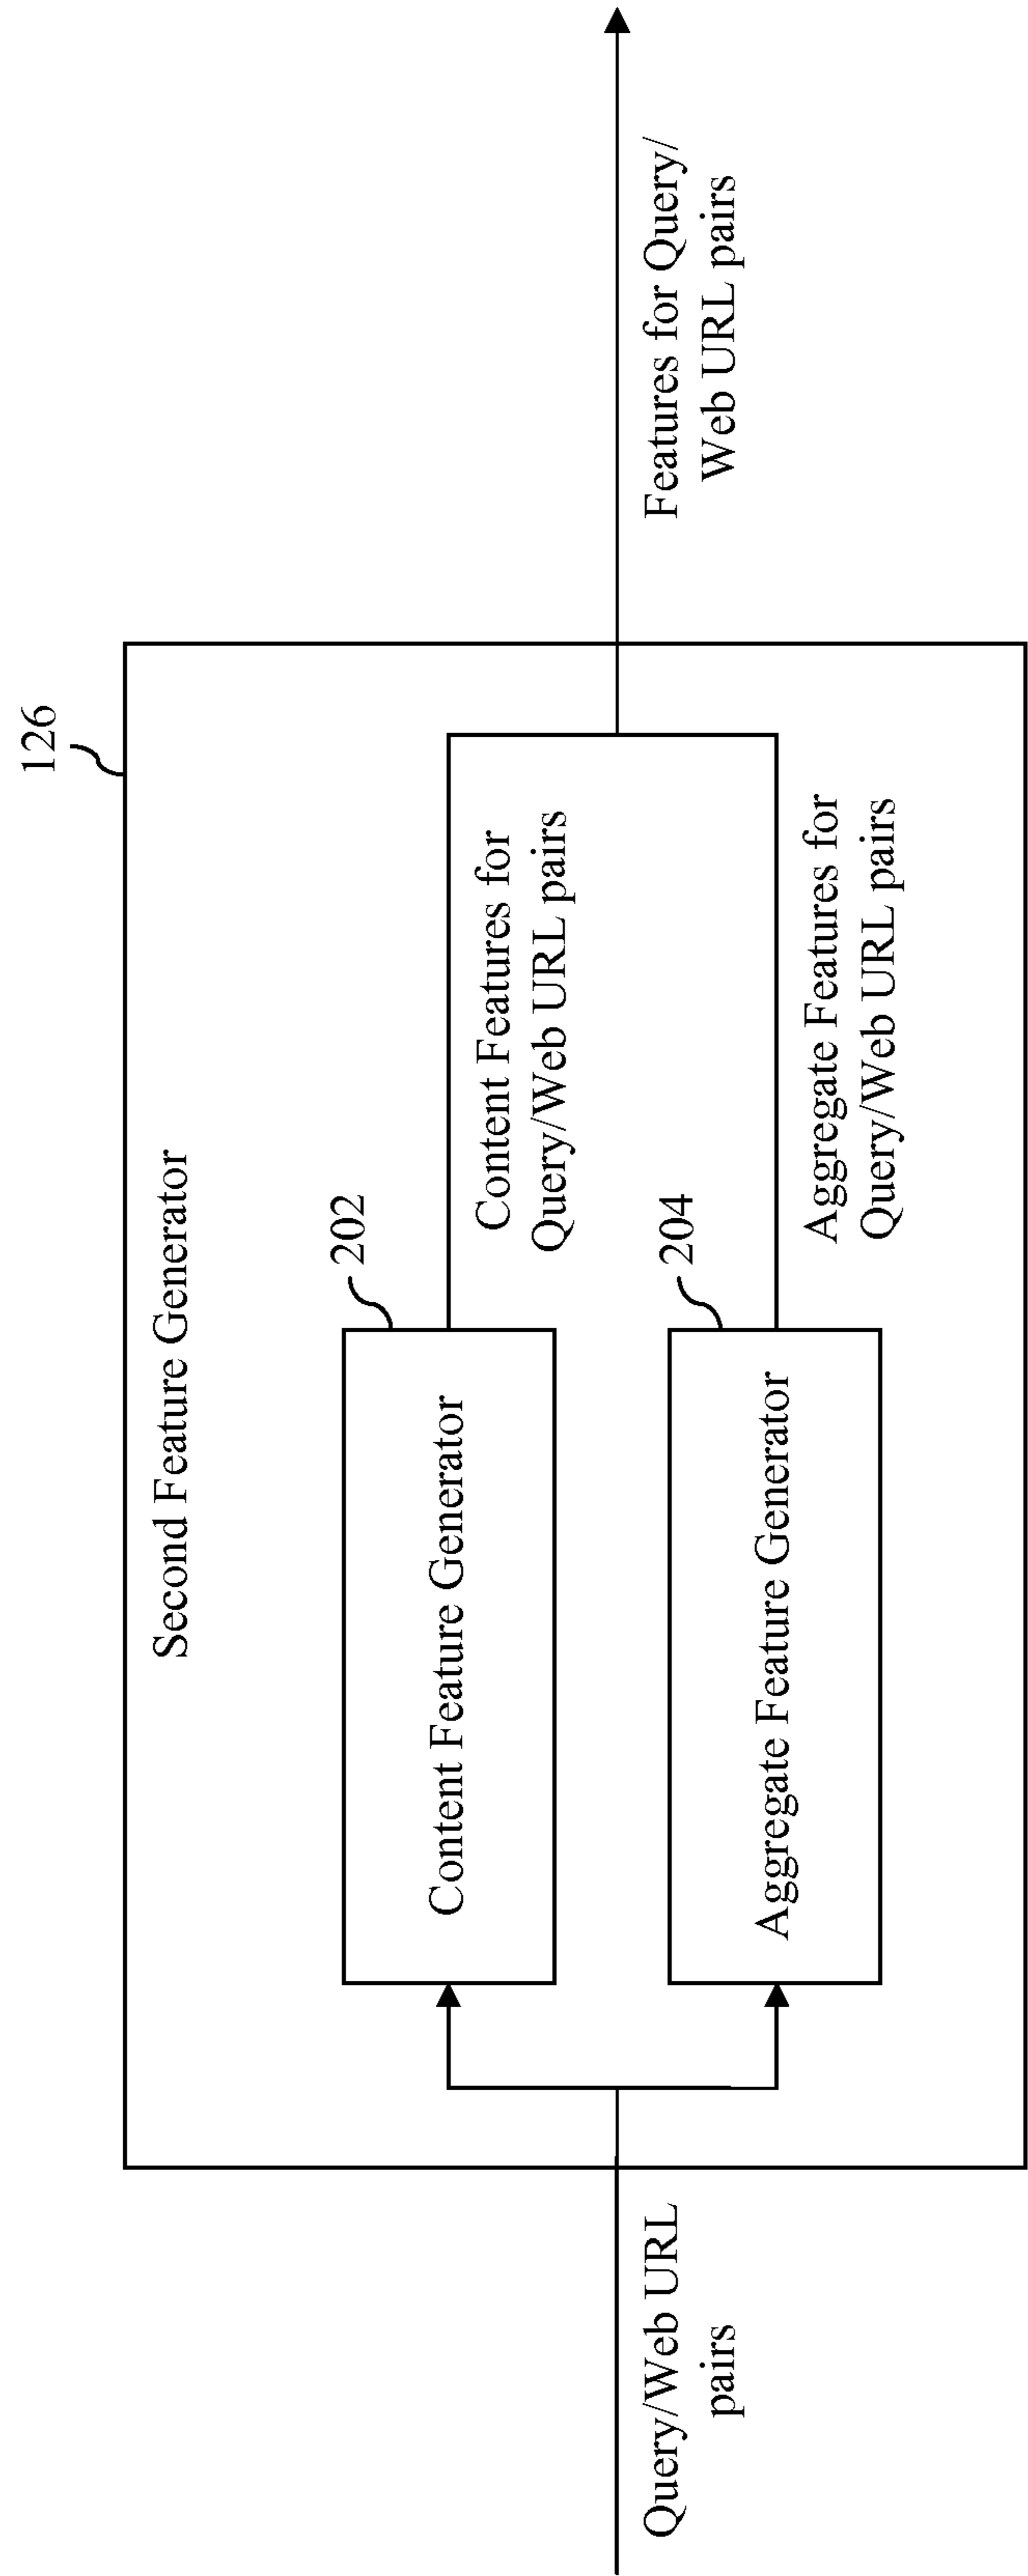 126
Second Feature Generator
Query/Web URL
pairs
Content Feature Generator
202
Content Features for
Query/Web URL pairs
Aggregate Feature Generator
204
Aggregate Features for
Query/Web URL pairs
Features for Query/
Web URL pairs